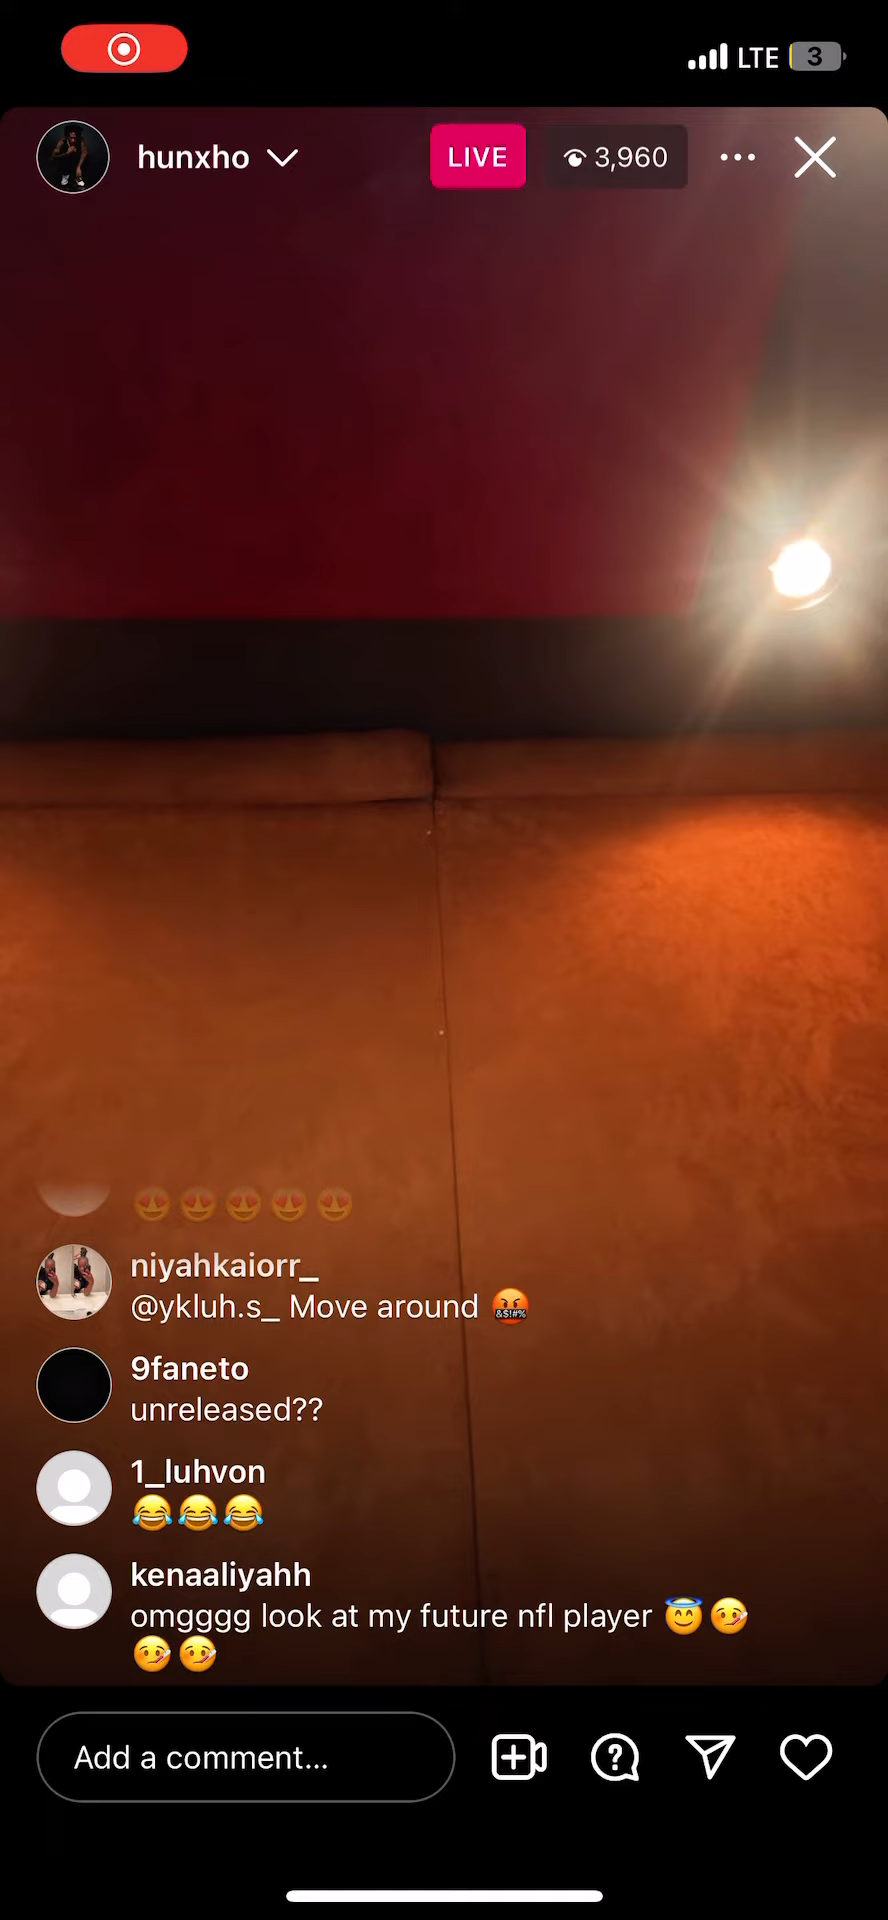 LTE 3
hunxho LIVE 3,960
😍😍😍😍😍
niyahkaiorr_
@ykluh.s_ Move around 🤬
9faneto
unreleased??
1_luhvon
😂😂😂
kenaaliyahh
omgggg look at my future nfl player 😇🤒
🤒🤒
Add a comment...